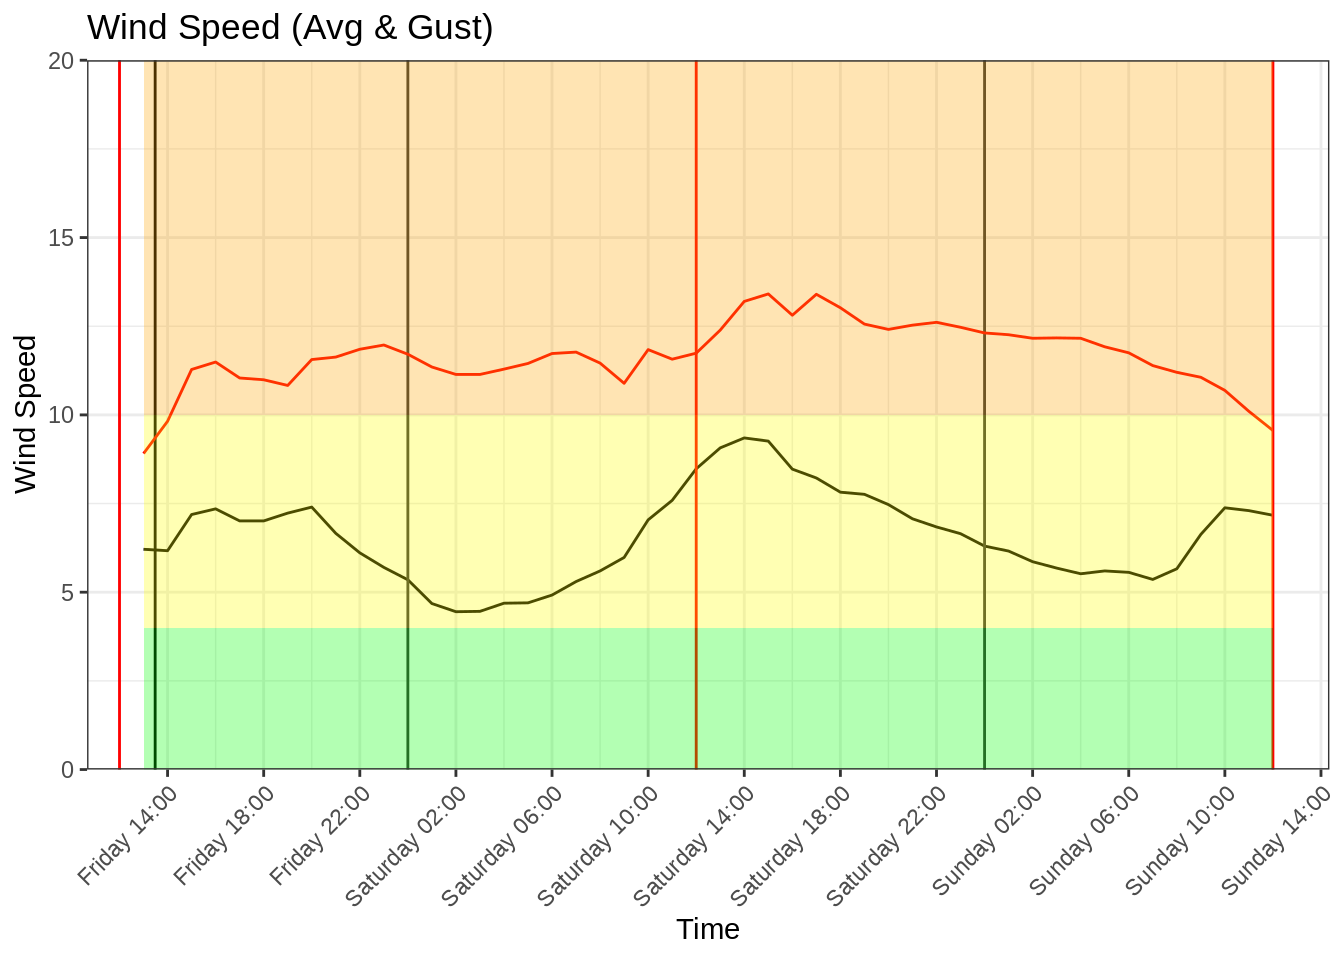 Wind Speed (Avg & Gust)
20
15
10
5
0
Wind Speed
Friday 14:00
Friday 18:00
Friday 22:00
Saturday 02:00
Saturday 06:00
Saturday 10:00
Saturday 14:00
Saturday 18:00
Saturday 22:00
Sunday 02:00
Sunday 06:00
Sunday 10:00
Sunday 14:00
Time